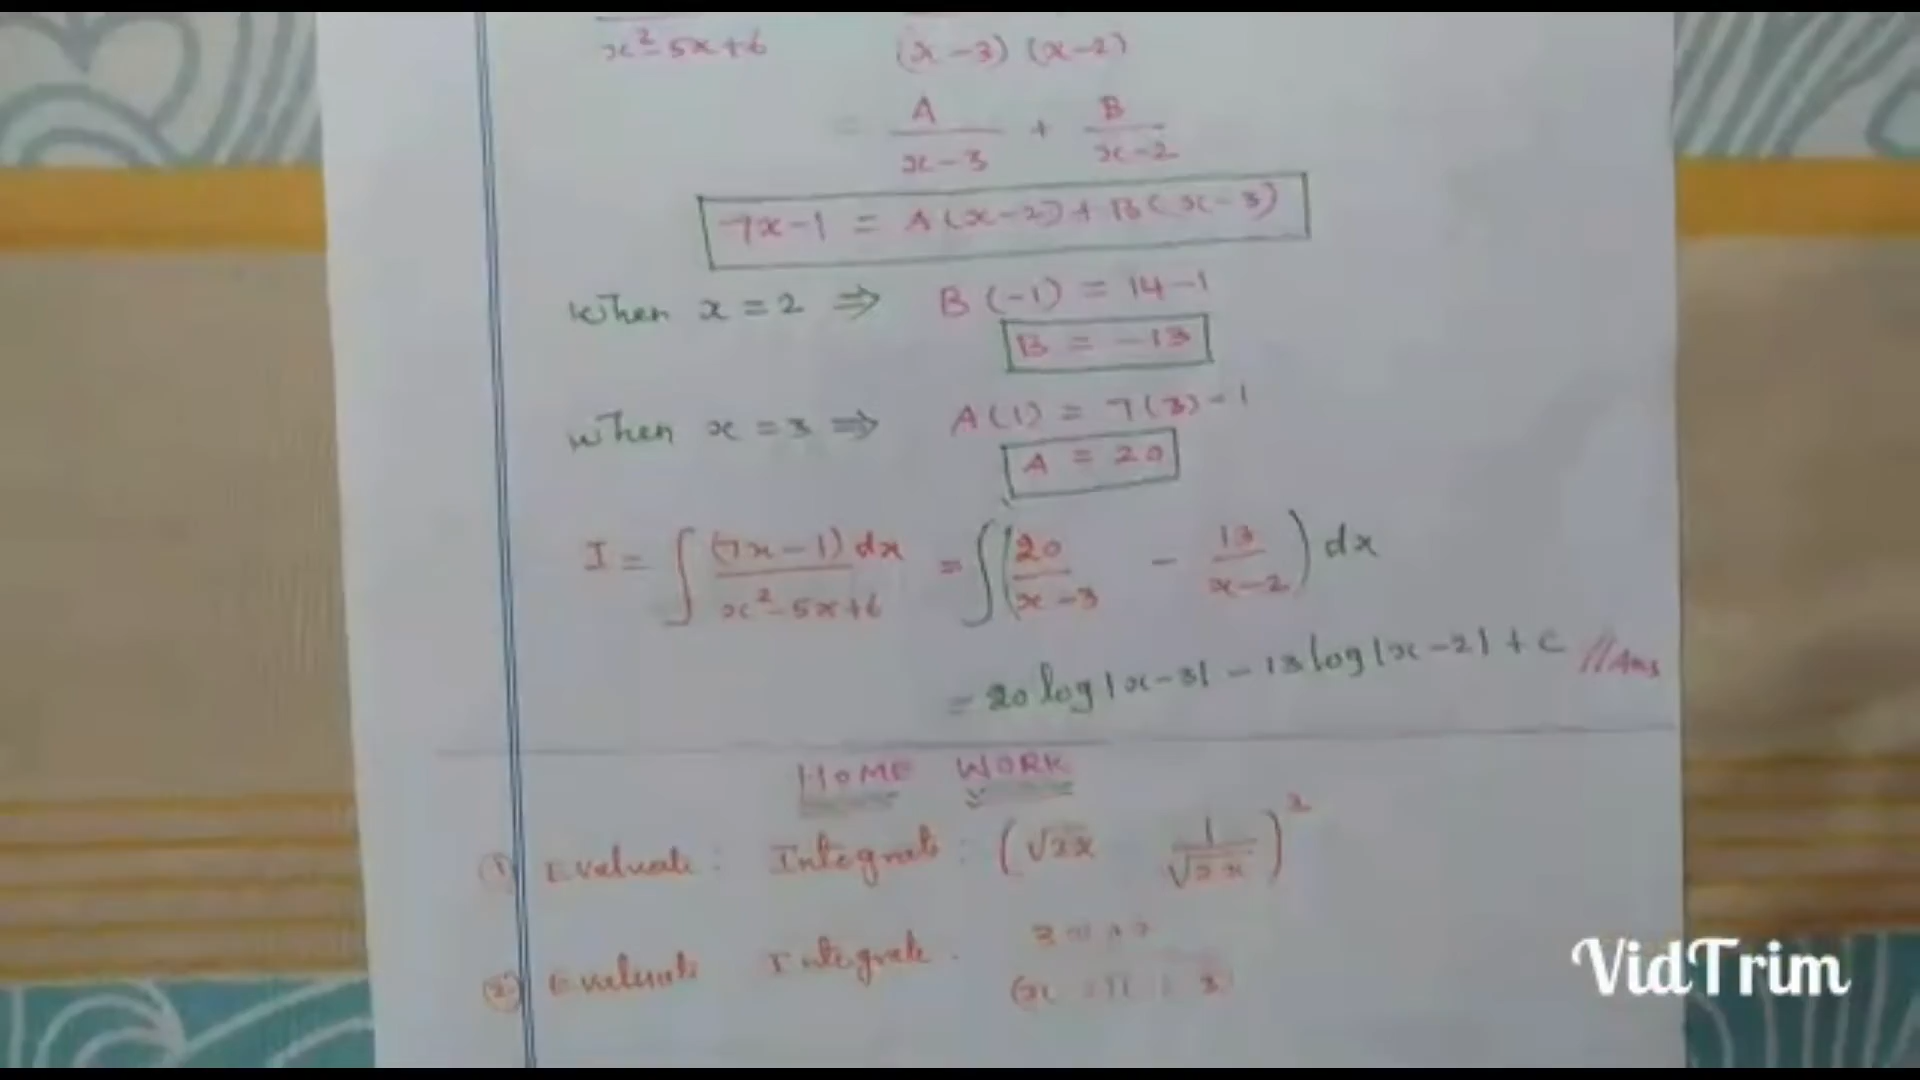 x² - 5x + 6 (x - 3) (x - 2)
= A/(x - 3) + B/(x - 2)
7x - 1 = A(x - 2) + B(x - 3)
When x = 2 ⇒ B(-1) = 14 - 1
B = -13
When x = 3 ⇒ A(1) = 7(3) - 1
A = 20
I = ∫ (7x - 1) dx / (x² - 5x + 6) = ∫ (20/(x - 3) - 13/(x - 2)) dx
= 20 log |x - 3| - 13 log |x - 2| + C // Ans
HOME WORK
① Evaluate : Integrate : (√2x 1/√2x)²
② Evaluate Integrate
VidTrim